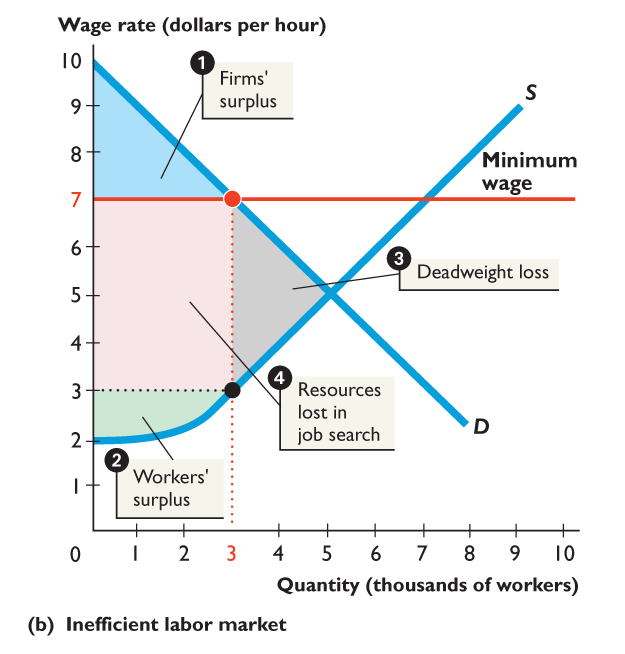 Wage rate (dollars per hour)
10
9
8
7
6
5
4
3
2
1
0
1 2 3 4 5 6 7 8 9 10
Quantity (thousands of workers)
1
Firms'
surplus
S
Minimum
wage
3
Deadweight loss
4
Resources
lost in
job search
D
2
Workers'
surplus
(b) Inefficient labor market